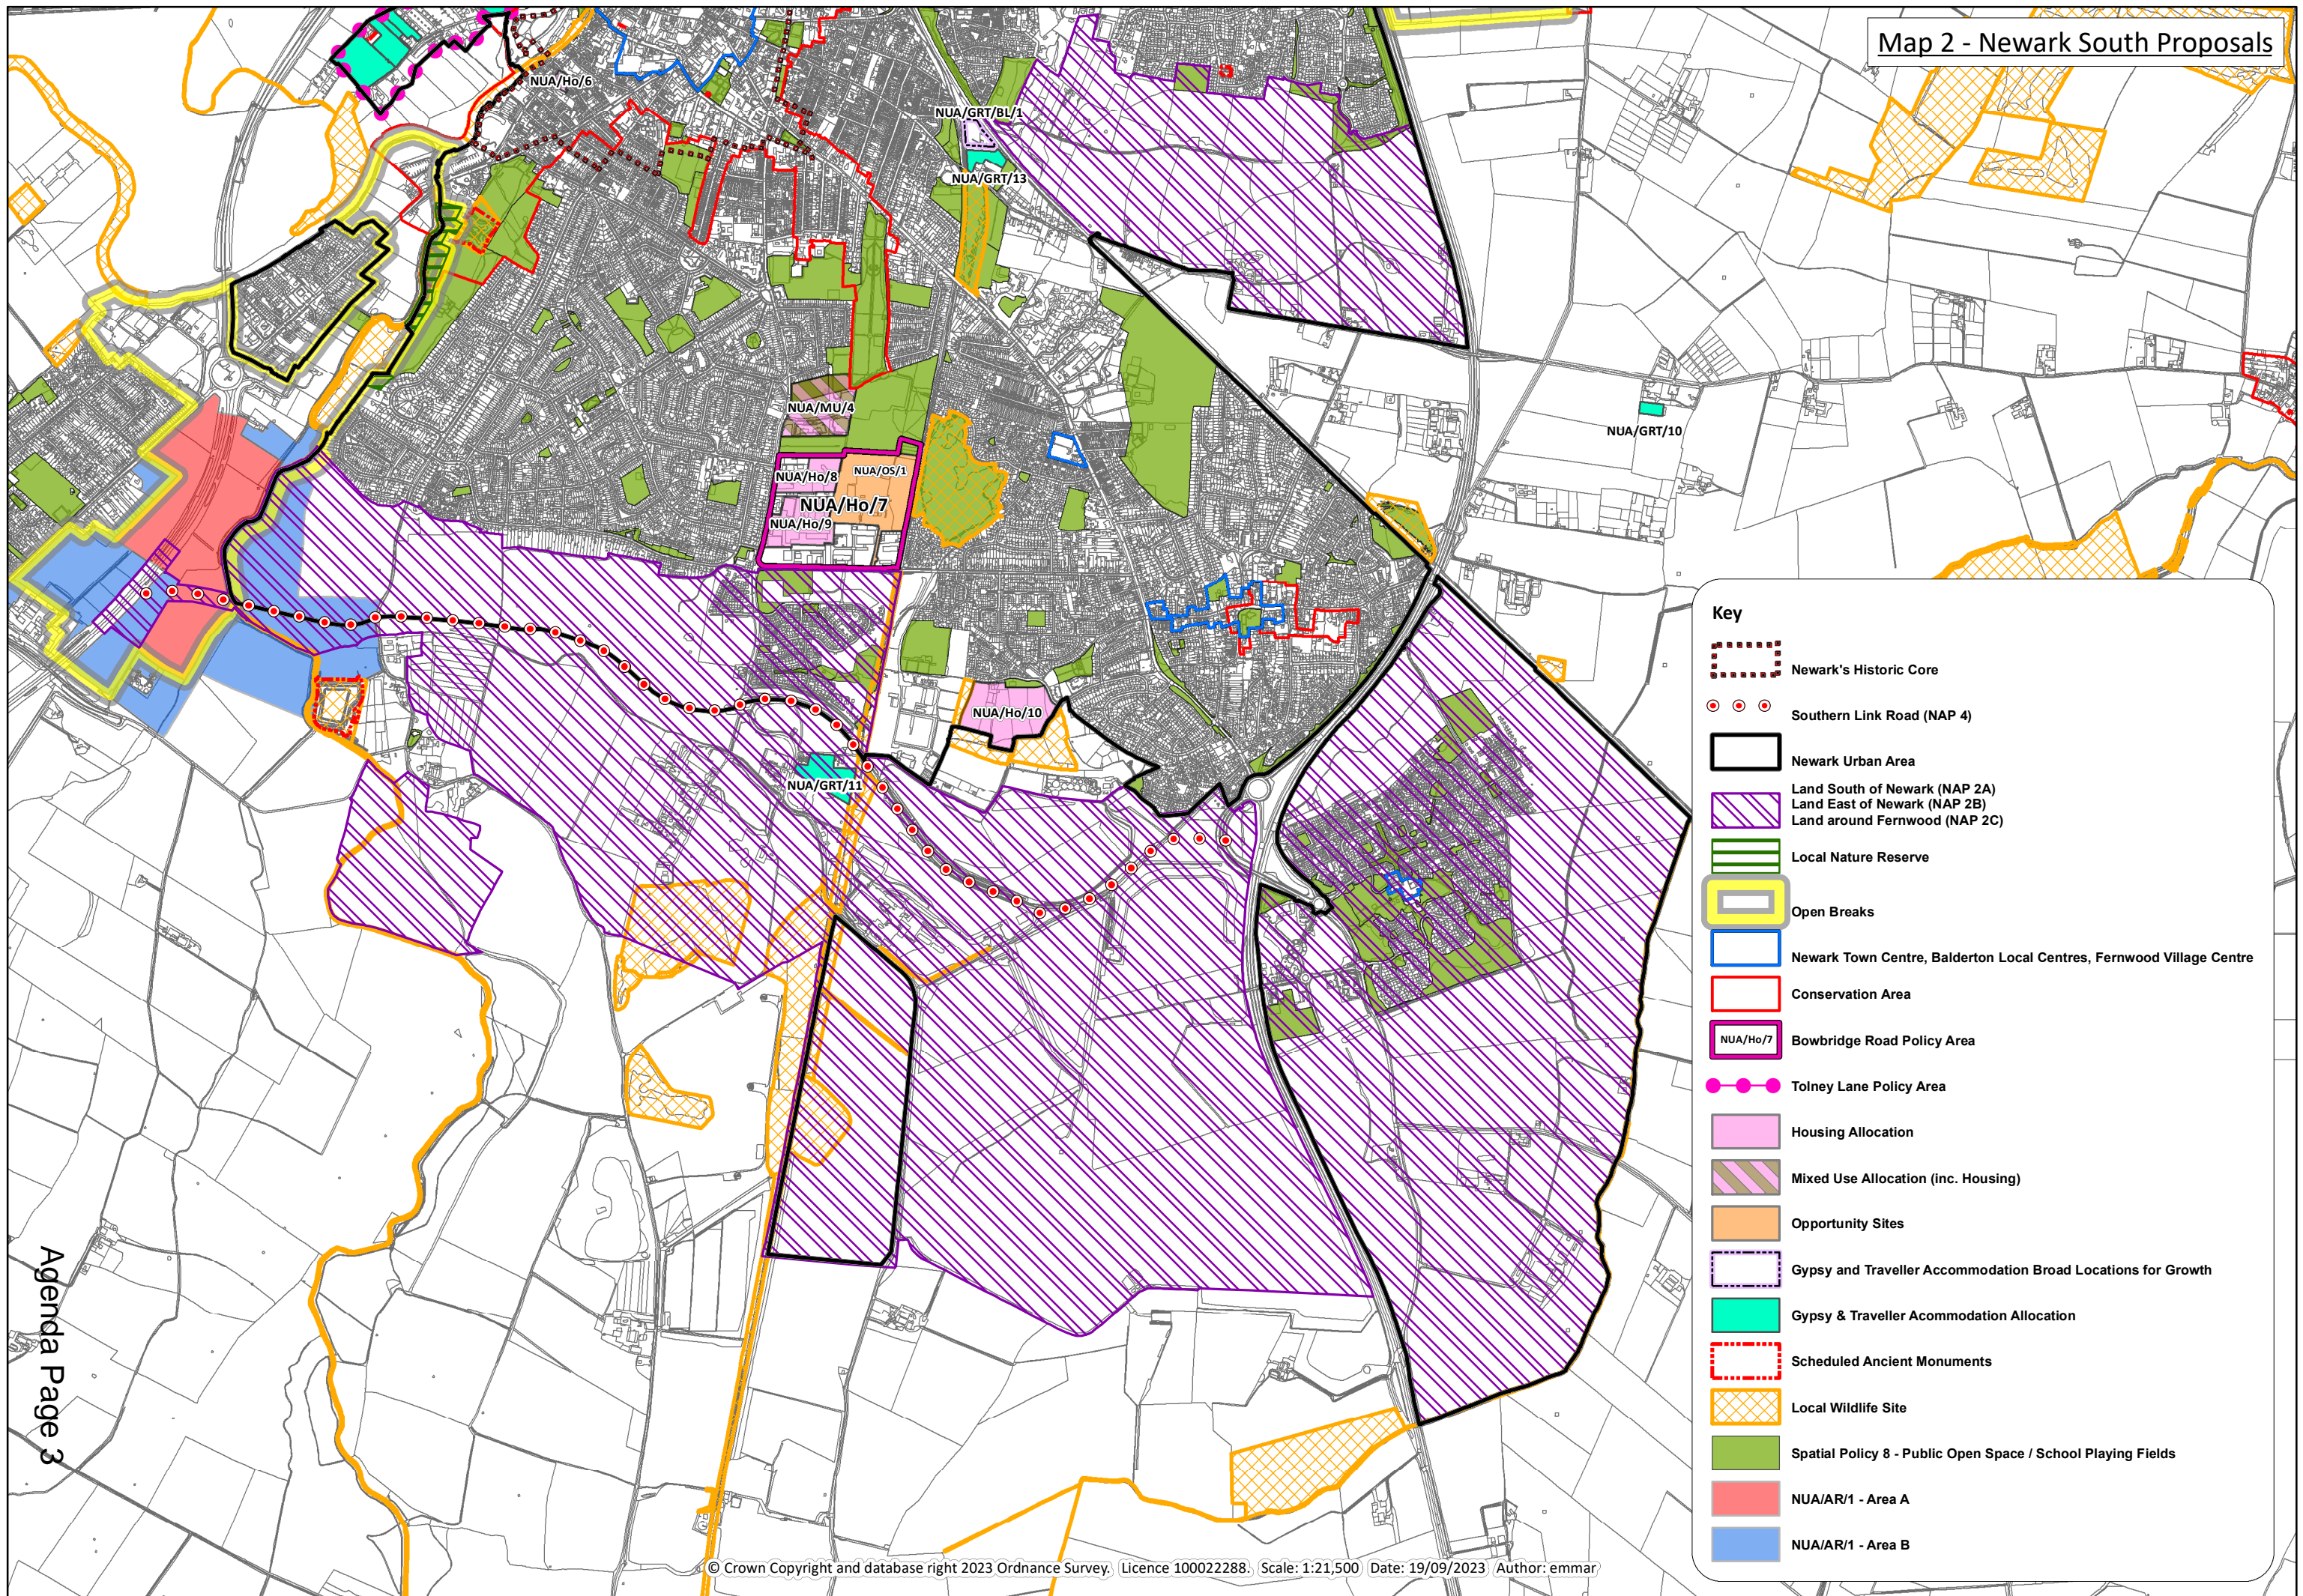 Map 2 - Newark South Proposals
NUA/Ho/6
NUA/GRT/BL/1
NUA/GRT/13
NUA/MU/4
NUA/GRT/10
NUA/Ho/8
NUA/OS/1
NUA/Ho/7
NUA/Ho/9
NUA/Ho/10
NUA/GRT/11
Key
Newark's Historic Core
Southern Link Road (NAP 4)
Newark Urban Area
Land South of Newark (NAP 2A)
Land East of Newark (NAP 2B)
Land around Fernwood (NAP 2C)
Local Nature Reserve
Open Breaks
Newark Town Centre, Balderton Local Centres, Fernwood Village Centre
Conservation Area
NUA/Ho/7 Bowbridge Road Policy Area
Tolney Lane Policy Area
Housing Allocation
Mixed Use Allocation (inc. Housing)
Opportunity Sites
Gypsy and Traveller Accommodation Broad Locations for Growth
Gypsy & Traveller Acommodation Allocation
Scheduled Ancient Monuments
Local Wildlife Site
Spatial Policy 8 - Public Open Space / School Playing Fields
NUA/AR/1 - Area A
NUA/AR/1 - Area B
Agenda Page 3
© Crown Copyright and database right 2023 Ordnance Survey. Licence 100022288. Scale: 1:21,500 Date: 19/09/2023 Author: emmar